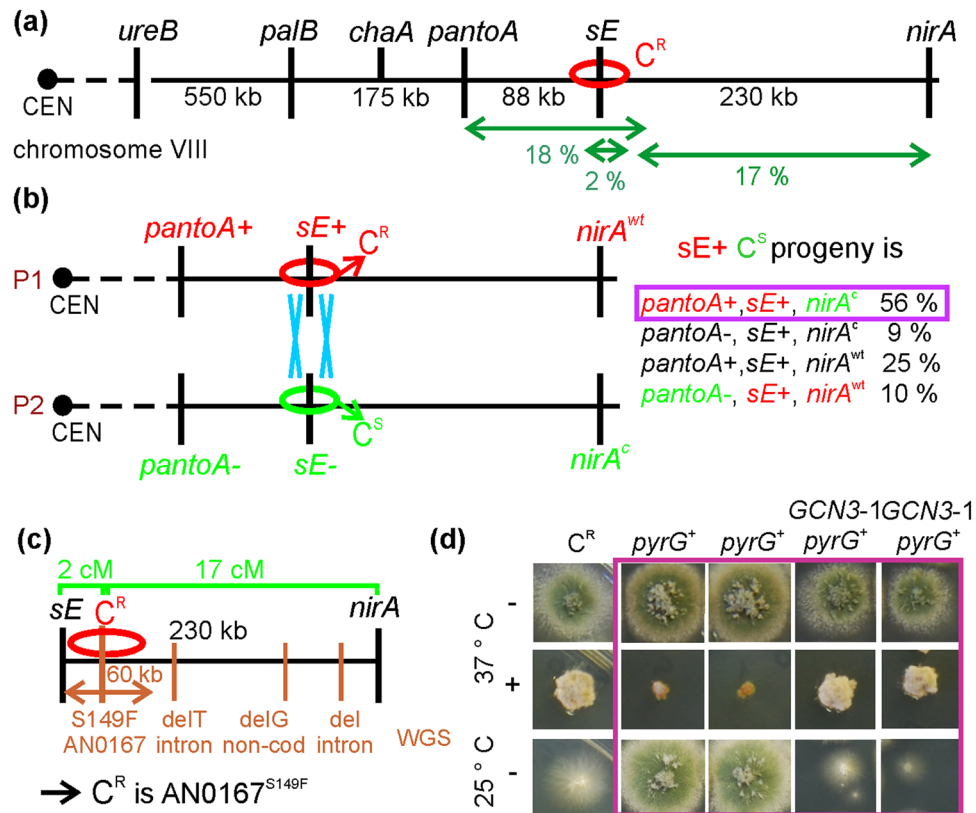 (a)
ureB palB chaA pantoA sE nirA
C^R
CEN 550 kb 175 kb 88 kb 230 kb
chromosome VIII
18 % 17 %
2 %
(b)
pantoA+ sE+ nirA^wt
C^R
P1
CEN
P2
CEN
C^S
pantoA- sE- nirA^c
sE+ C^S progeny is
pantoA+,sE+, nirA^c 56 %
pantoA-, sE+, nirA^c 9 %
pantoA+,sE+, nirA^wt 25 %
pantoA-, sE+, nirA^wt 10 %
(c)
2 cM 17 cM
sE C^R nirA
230 kb
60 kb
S149F delT delG del
AN0167 intron non-cod intron WGS
→ C^R is AN0167^S149F
(d)
GCN3-1 GCN3-1
C^R pyrG+ pyrG+ pyrG+ pyrG+
-
37 ° C
+
25 ° C
-